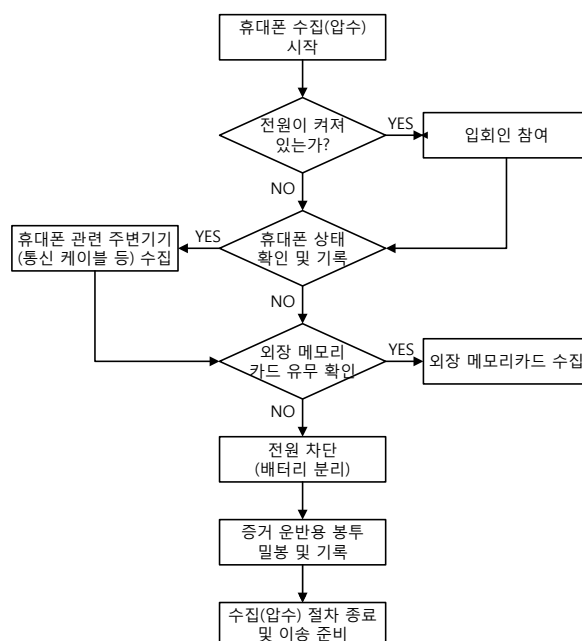 휴대폰 수집(압수)
시작
전원이 켜져
있는가?
YES
입회인 참여
NO
휴대폰 관련 주변기기
(통신 케이블 등) 수집
YES
휴대폰 상태
확인 및 기록
NO
외장 메모리
카드 유무 확인
YES
외장 메모리카드 수집
NO
전원 차단
(배터리 분리)
증거 운반용 봉투
밀봉 및 기록
수집(압수) 절차 종료
및 이송 준비